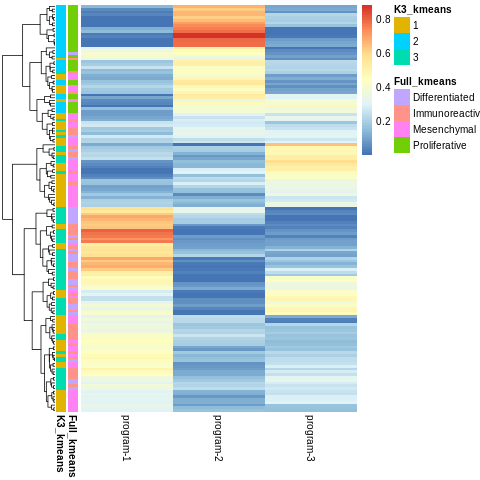 K3_kmeans
1
2
3
0.8
0.6
0.4
0.2
Full_kmeans
Differentiated
Immunoreactiv
Mesenchymal
Proliferative
K3_kmeans
Full_kmeans
program-1
program-2
program-3